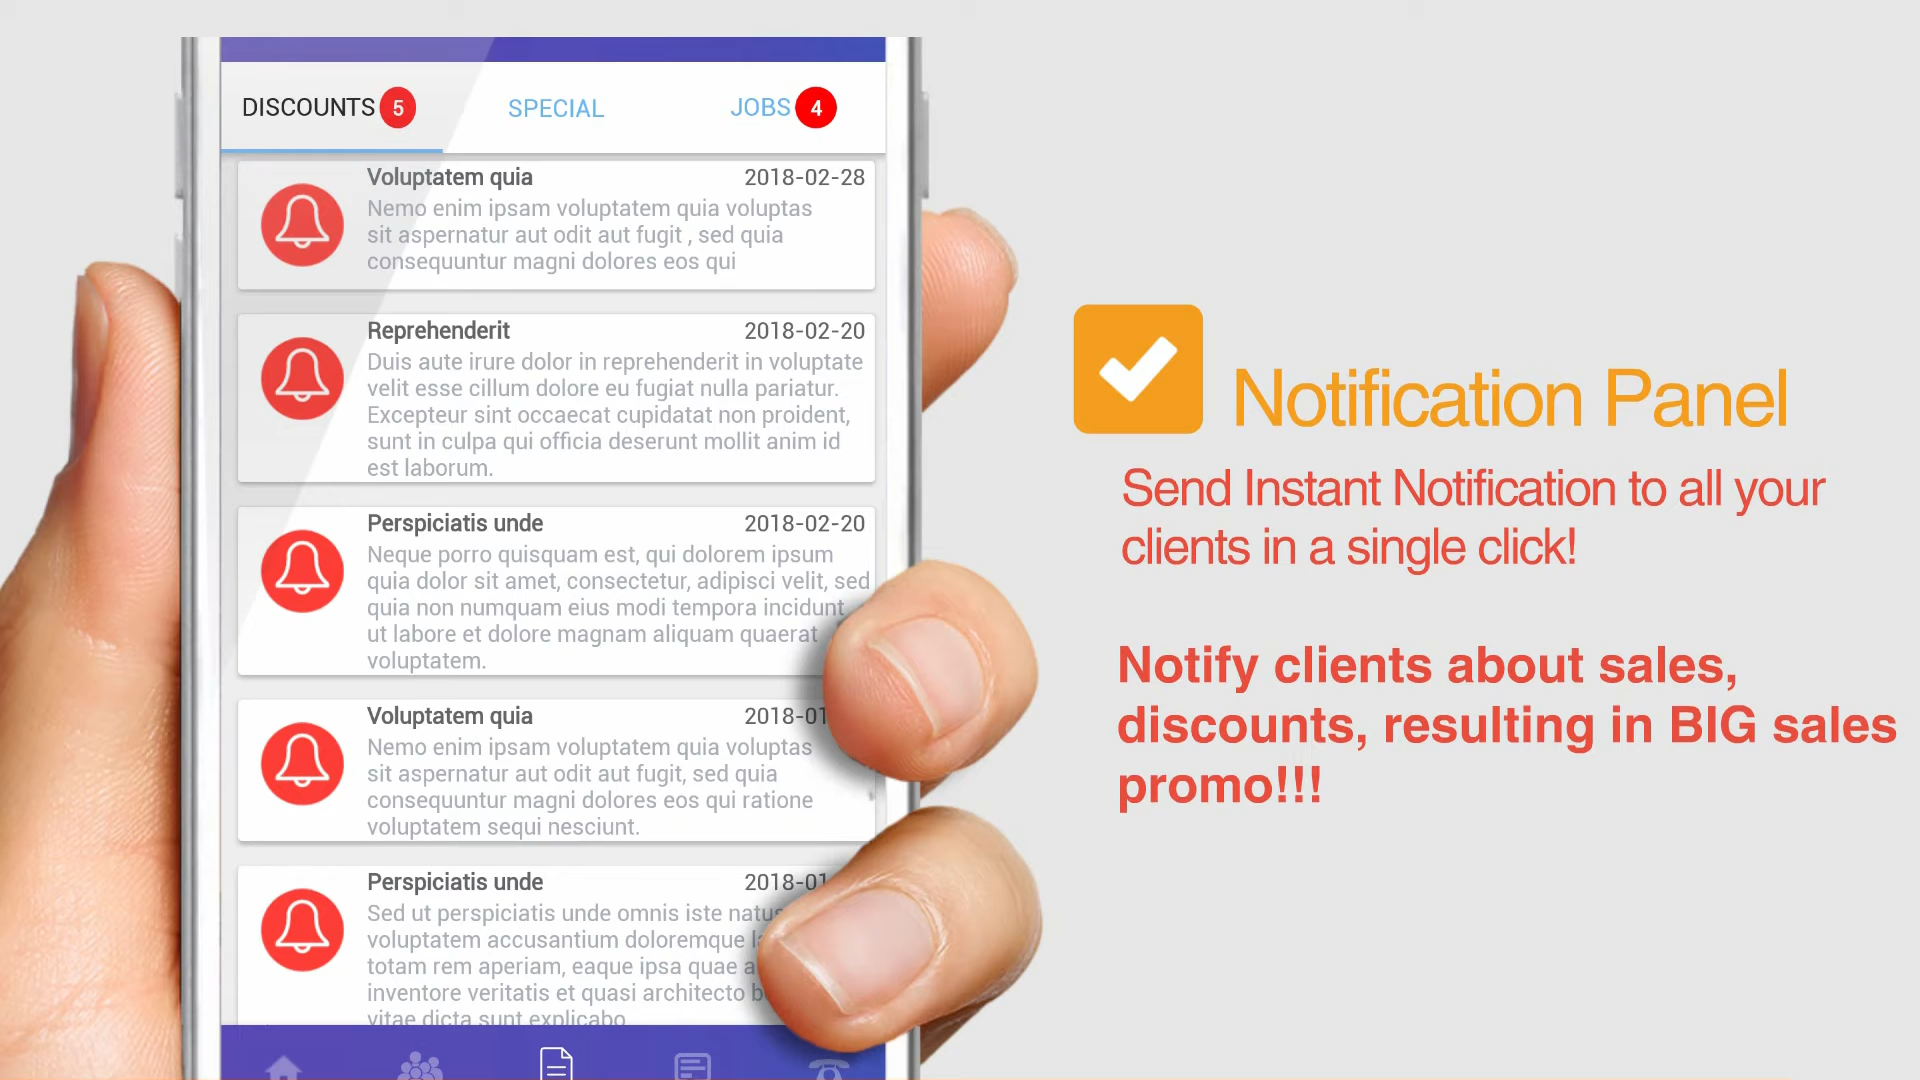 DISCOUNTS 5
SPECIAL
JOBS 4
Voluptatem quia 2018-02-28
Nemo enim ipsam voluptatem quia voluptas
sit aspernatur aut odit aut fugit , sed quia
consequuntur magni dolores eos qui
Reprehenderit 2018-02-20
Duis aute irure dolor in reprehenderit in voluptate
velit esse cillum dolore eu fugiat nulla pariatur.
Excepteur sint occaecat cupidatat non proident,
sunt in culpa qui officia deserunt mollit anim id
est laborum.
Perspiciatis unde 2018-02-20
Neque porro quisquam est, qui dolorem ipsum
quia dolor sit amet, consectetur, adipisci velit, sed
quia non numquam eius modi tempora incidunt
ut labore et dolore magnam aliquam quaerat
voluptatem.
Voluptatem quia 2018-01
Nemo enim ipsam voluptatem quia voluptas
sit aspernatur aut odit aut fugit, sed quia
consequuntur magni dolores eos qui ratione
voluptatem sequi nesciunt.
Perspiciatis unde 2018-01
Sed ut perspiciatis unde omnis iste natus
voluptatem accusantium doloremque
totam rem aperiam, eaque ipsa quae
inventore veritatis et quasi architecto
vitae dicta sunt explicabo
Notification Panel
Send Instant Notification to all your
clients in a single click!
Notify clients about sales,
discounts, resulting in BIG sales
promo!!!